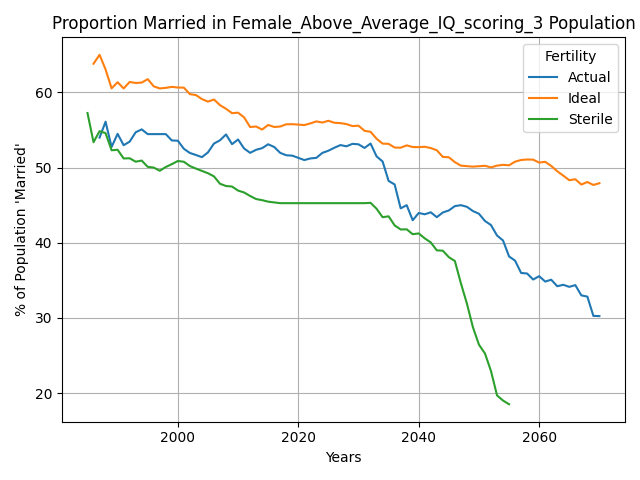 Proportion Married in Female_Above_Average_IQ_scoring_3 Population
Fertility
Actual
Ideal
Sterile
% of Population 'Married'
60
50
40
30
20
2000
2020
2040
2060
Years